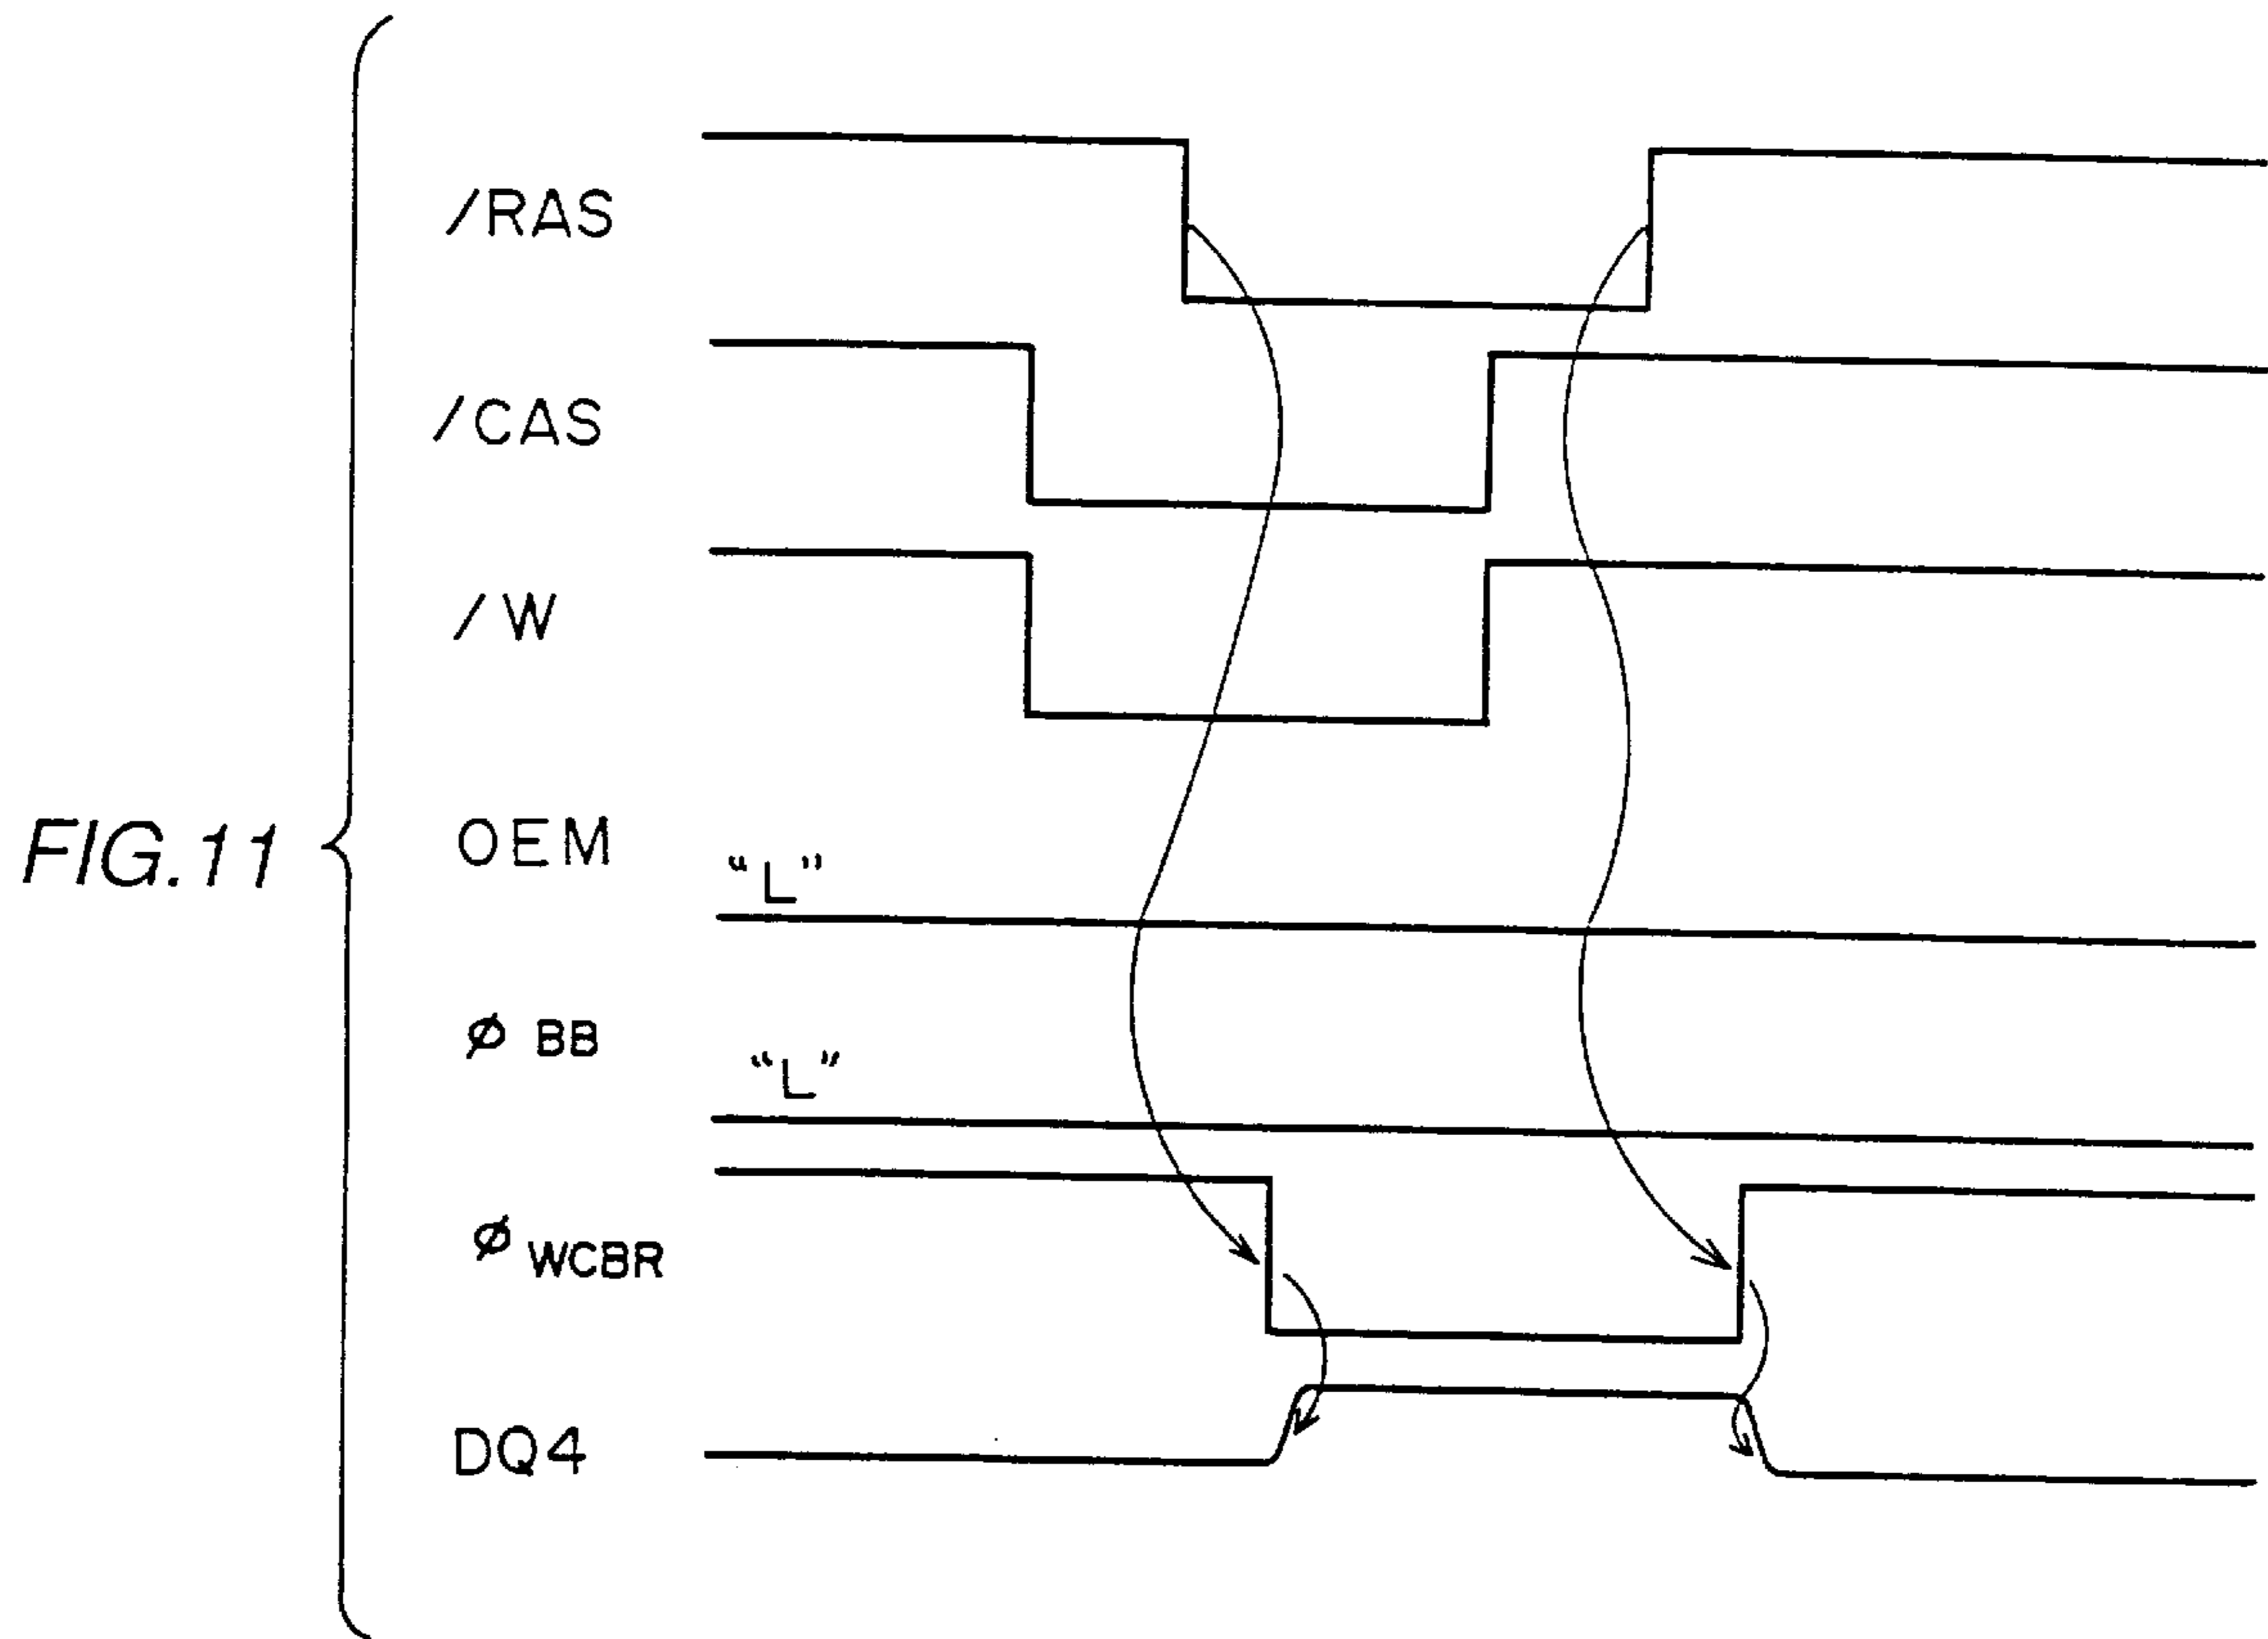 /RAS
/CAS
/W
FIG.11
OEM
“L”
ø BB
“L”
ø WCBR
DQ4